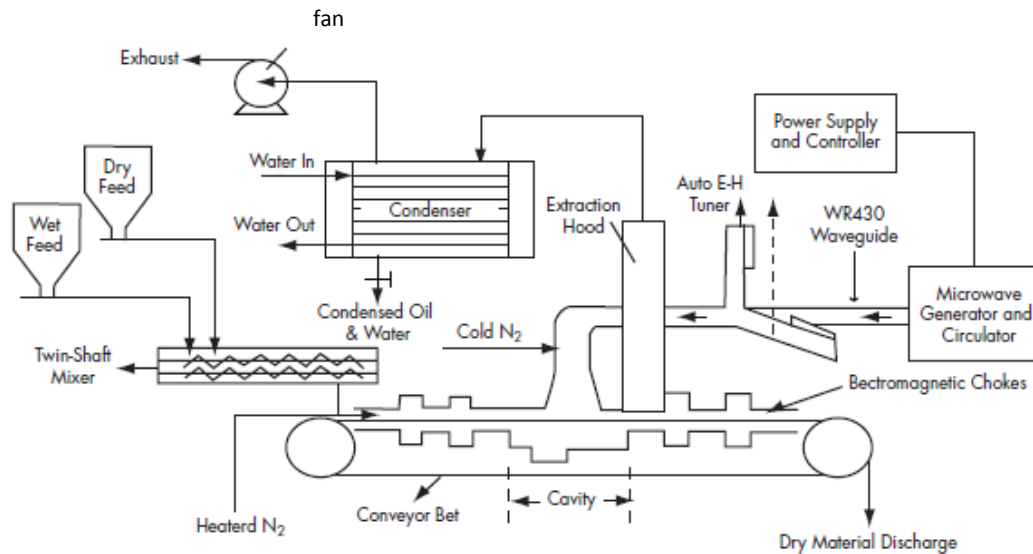 fan
Exhaust
Power Supply
and Controller
Water In
Dry
Feed
Auto E-H
Tuner
Extraction
Hood
WR430
Waveguide
Wet
Feed
Condenser
Water Out
Microwave
Generator and
Circulator
Condensed Oil
& Water
Cold N₂
Twin-Shaft
Mixer
Bectromagnetic Chokes
Cavity
Conveyor Bet
Heaterd N₂
Dry Material Discharge